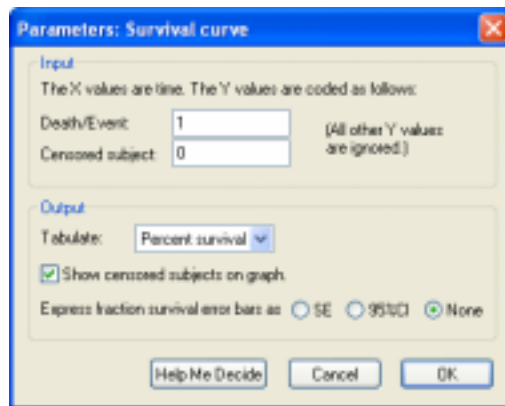 Parameters: Survival curve
Input
The X values are time. The Y values are coded as follows:
Death/Event: 1
(All other Y values
are ignored.)
Censored subject: 0
Output
Tabulate: Percent survival
Show censored subjects on graph.
Express fraction survival error bars as SE 95%CI None
Help Me Decide Cancel OK